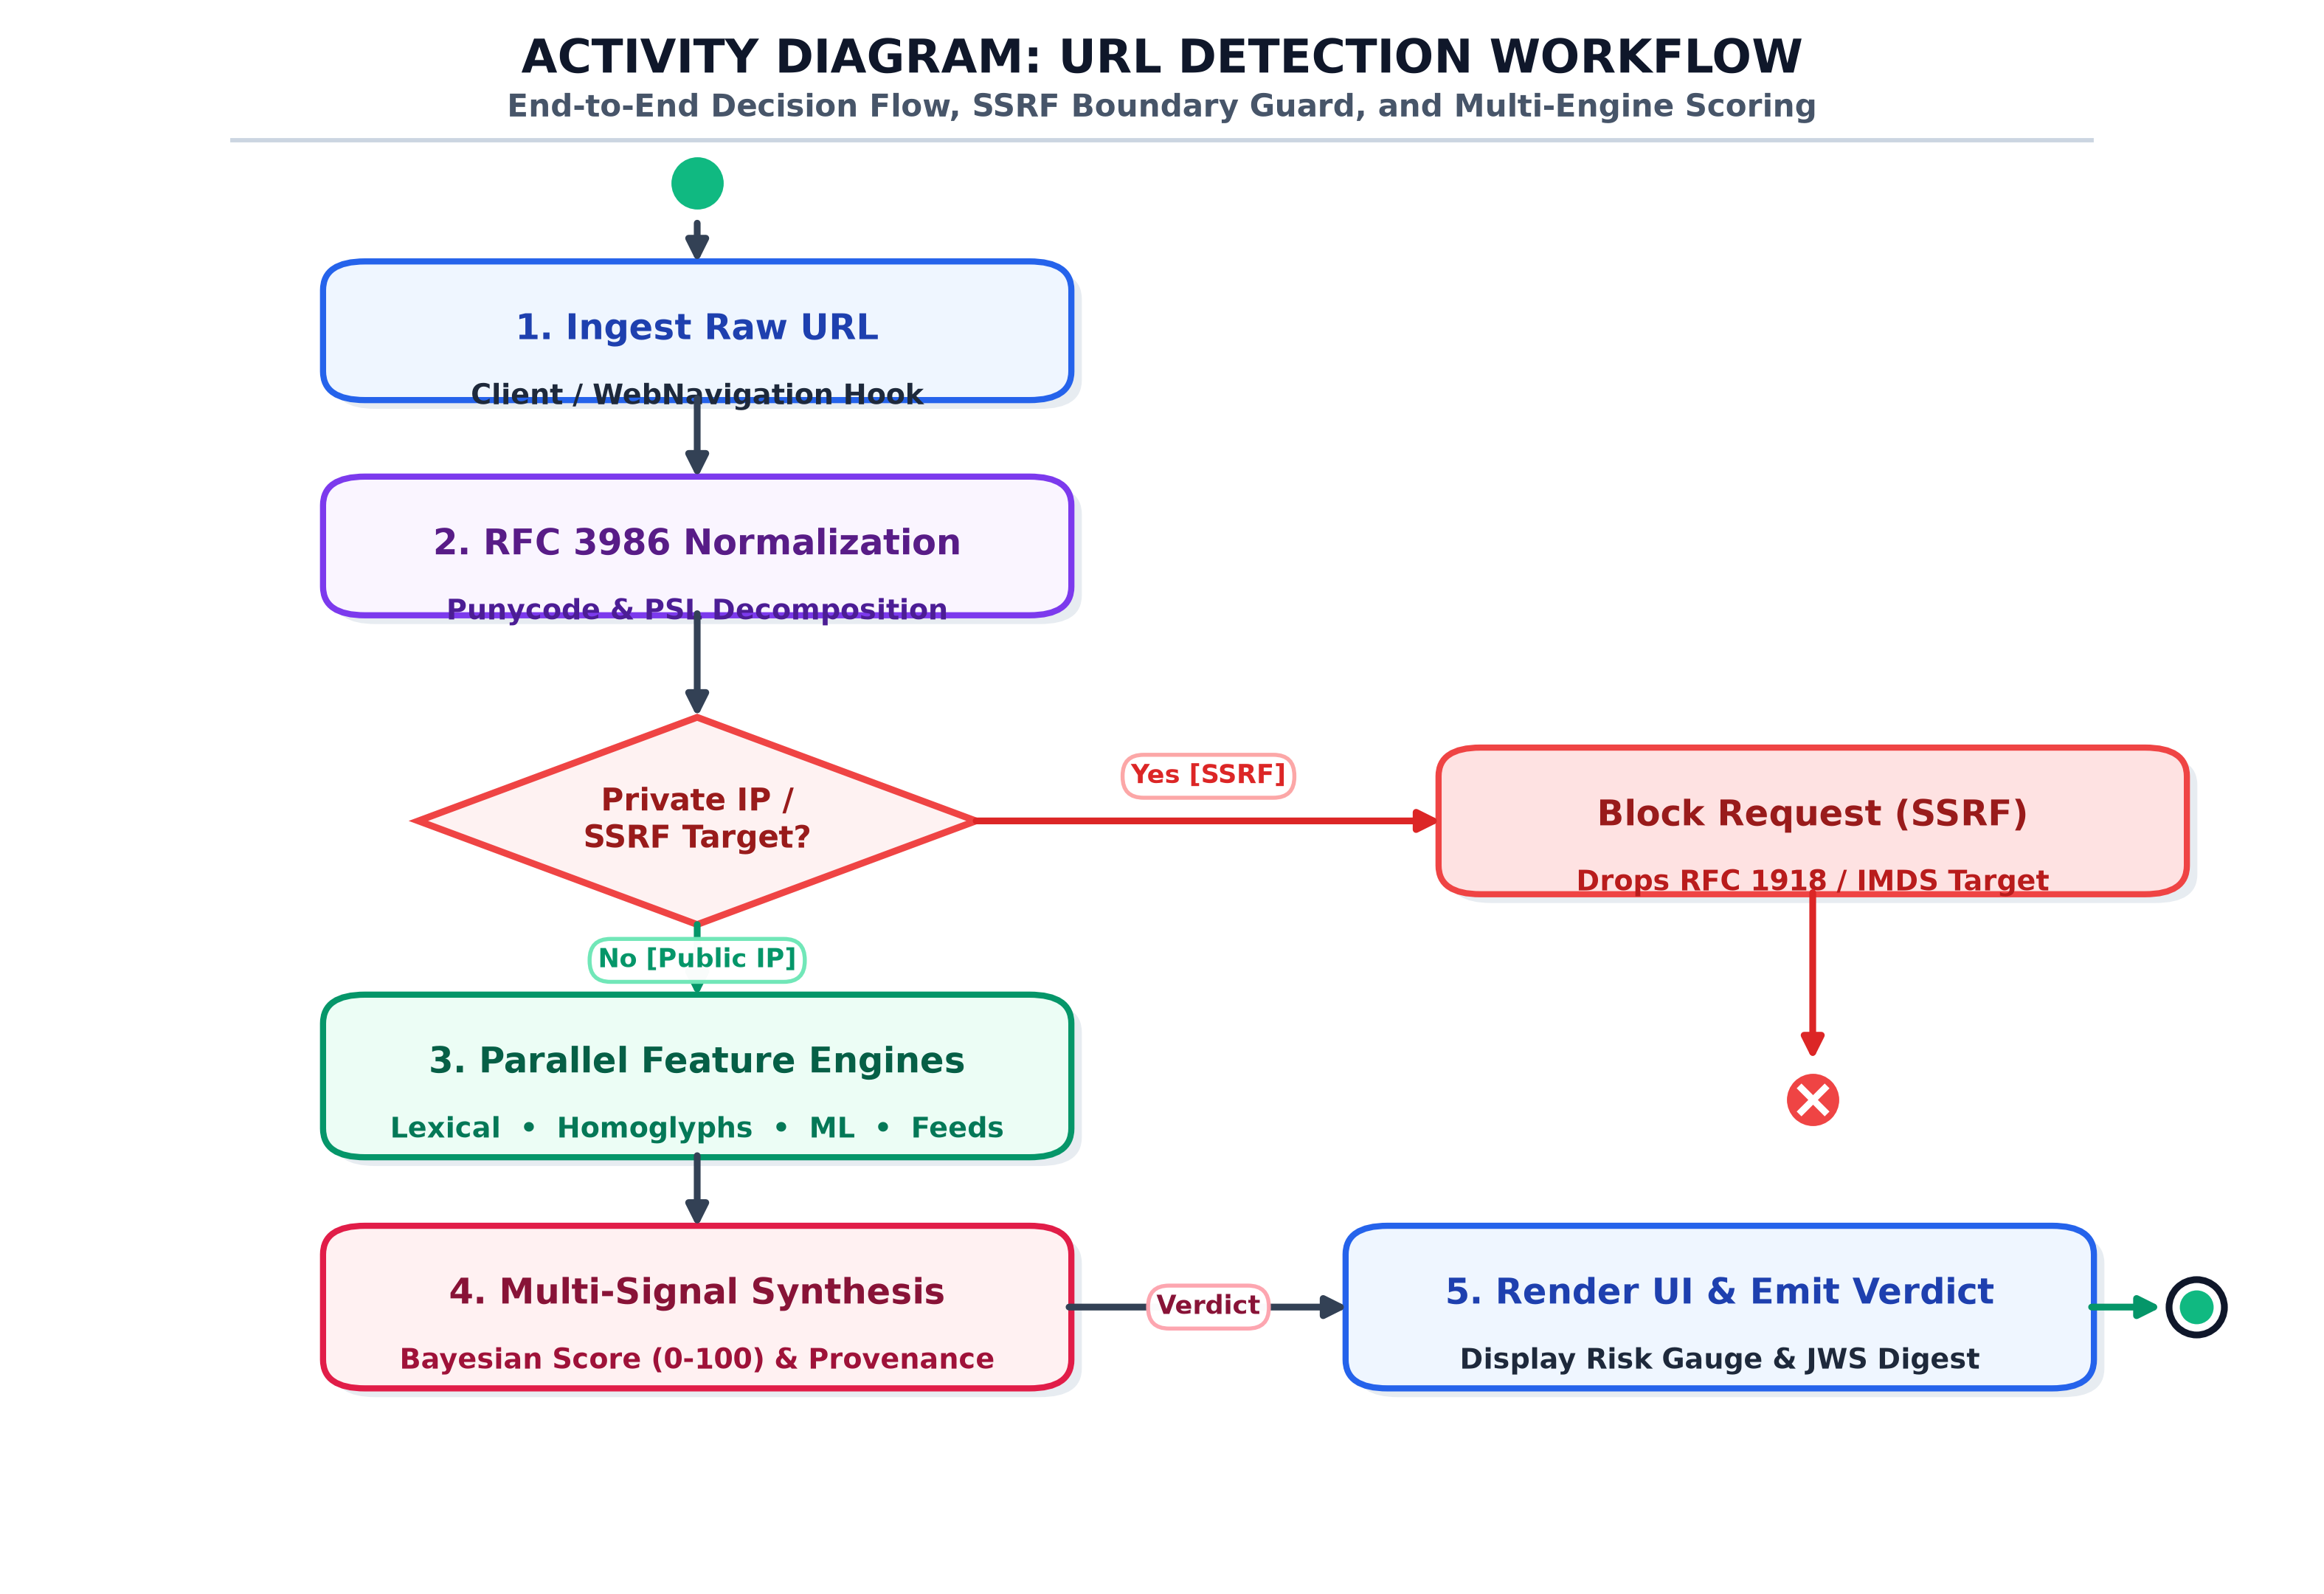 ACTIVITY DIAGRAM: URL DETECTION WORKFLOW
End-to-End Decision Flow, SSRF Boundary Guard, and Multi-Engine Scoring
1. Ingest Raw URL
Client / WebNavigation Hook
2. RFC 3986 Normalization
Punycode & PSL Decomposition
Private IP /
SSRF Target?
Yes [SSRF]
Block Request (SSRF)
Drops RFC 1918 / IMDS Target
No [Public IP]
3. Parallel Feature Engines
Lexical • Homoglyphs • ML • Feeds
4. Multi-Signal Synthesis
Bayesian Score (0-100) & Provenance
Verdict
5. Render UI & Emit Verdict
Display Risk Gauge & JWS Digest